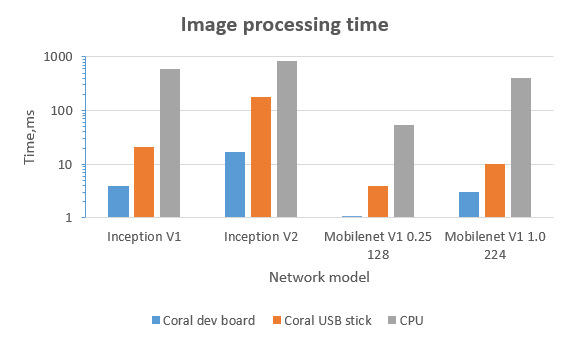 Image processing time
1000
100
10
1
Time,ms
Inception V1
Inception V2
Mobilenet V1 0.25
128
Mobilenet V1 1.0
224
Network model
Coral dev board
Coral USB stick
CPU